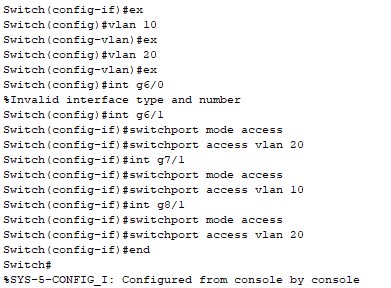 Switch(config-if)#ex
Switch(config)#vlan 10
Switch(config-vlan)#ex
Switch(config)#vlan 20
Switch(config-vlan)#ex
Switch(config)#int g6/0
%Invalid interface type and number
Switch(config)#int g6/1
Switch(config-if)#switchport mode access
Switch(config-if)#switchport access vlan 20
Switch(config-if)#int g7/1
Switch(config-if)#switchport mode access
Switch(config-if)#switchport access vlan 10
Switch(config-if)#int g8/1
Switch(config-if)#switchport mode access
Switch(config-if)#switchport access vlan 20
Switch(config-if)#end
Switch#
%SYS-5-CONFIG_I: Configured from console by console